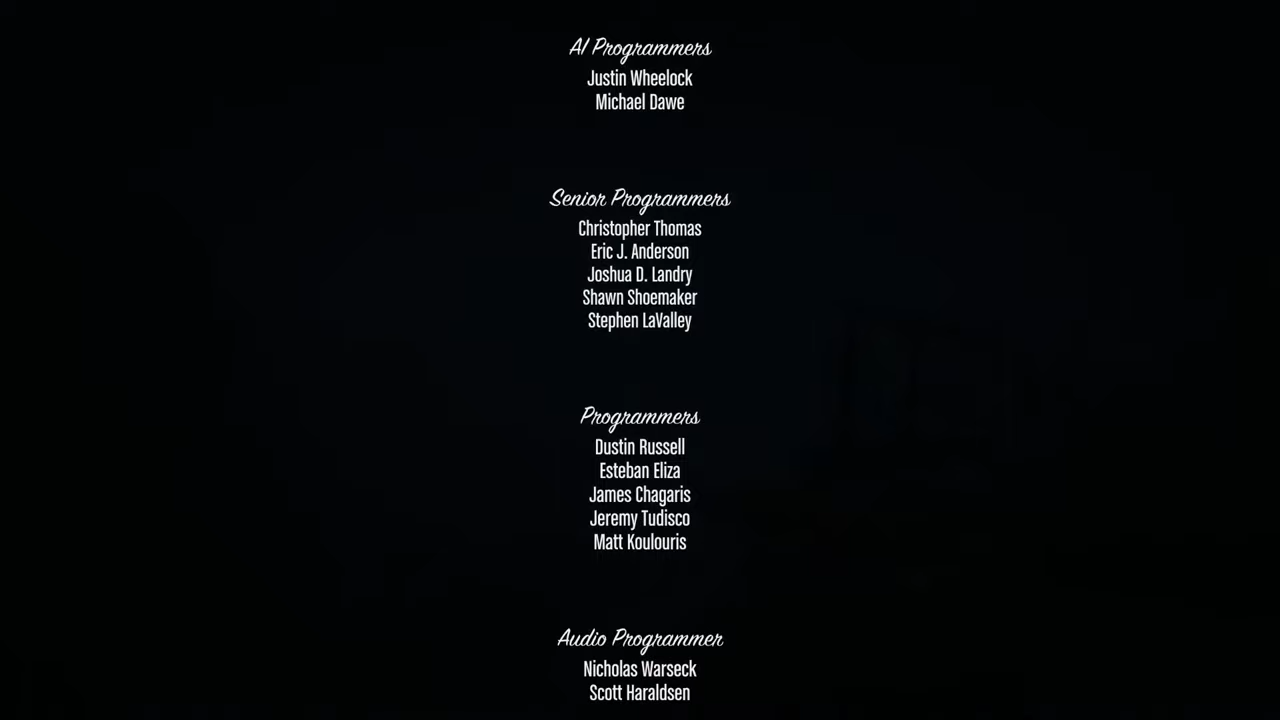 AI Programmers
Justin Wheelock
Michael Dawe
Senior Programmers
Christopher Thomas
Eric J. Anderson
Joshua D. Landry
Shawn Shoemaker
Stephen LaValley
Programmers
Dustin Russell
Esteban Eliza
James Chagaris
Jeremy Tudisco
Matt Koulouris
Audio Programmer
Nicholas Warseck
Scott Haraldsen